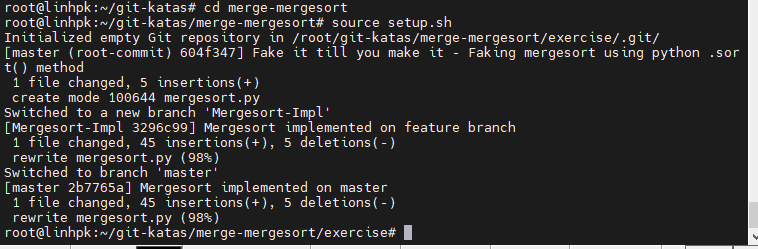 root@linhpk:~/git-katas# cd merge-mergesort
root@linhpk:~/git-katas/merge-mergesort# source setup.sh
Initialized empty Git repository in /root/git-katas/merge-mergesort/exercise/.git/
[master (root-commit) 604f347] Fake it till you make it - Faking mergesort using python .sor
t() method
 1 file changed, 5 insertions(+)
 create mode 100644 mergesort.py
Switched to a new branch 'Mergesort-Impl'
[Mergesort-Impl 3296c99] Mergesort implemented on feature branch
 1 file changed, 45 insertions(+), 5 deletions(-)
 rewrite mergesort.py (98%)
Switched to branch 'master'
[master 2b7765a] Mergesort implemented on master
 1 file changed, 45 insertions(+), 5 deletions(-)
 rewrite mergesort.py (98%)
root@linhpk:~/git-katas/merge-mergesort/exercise#